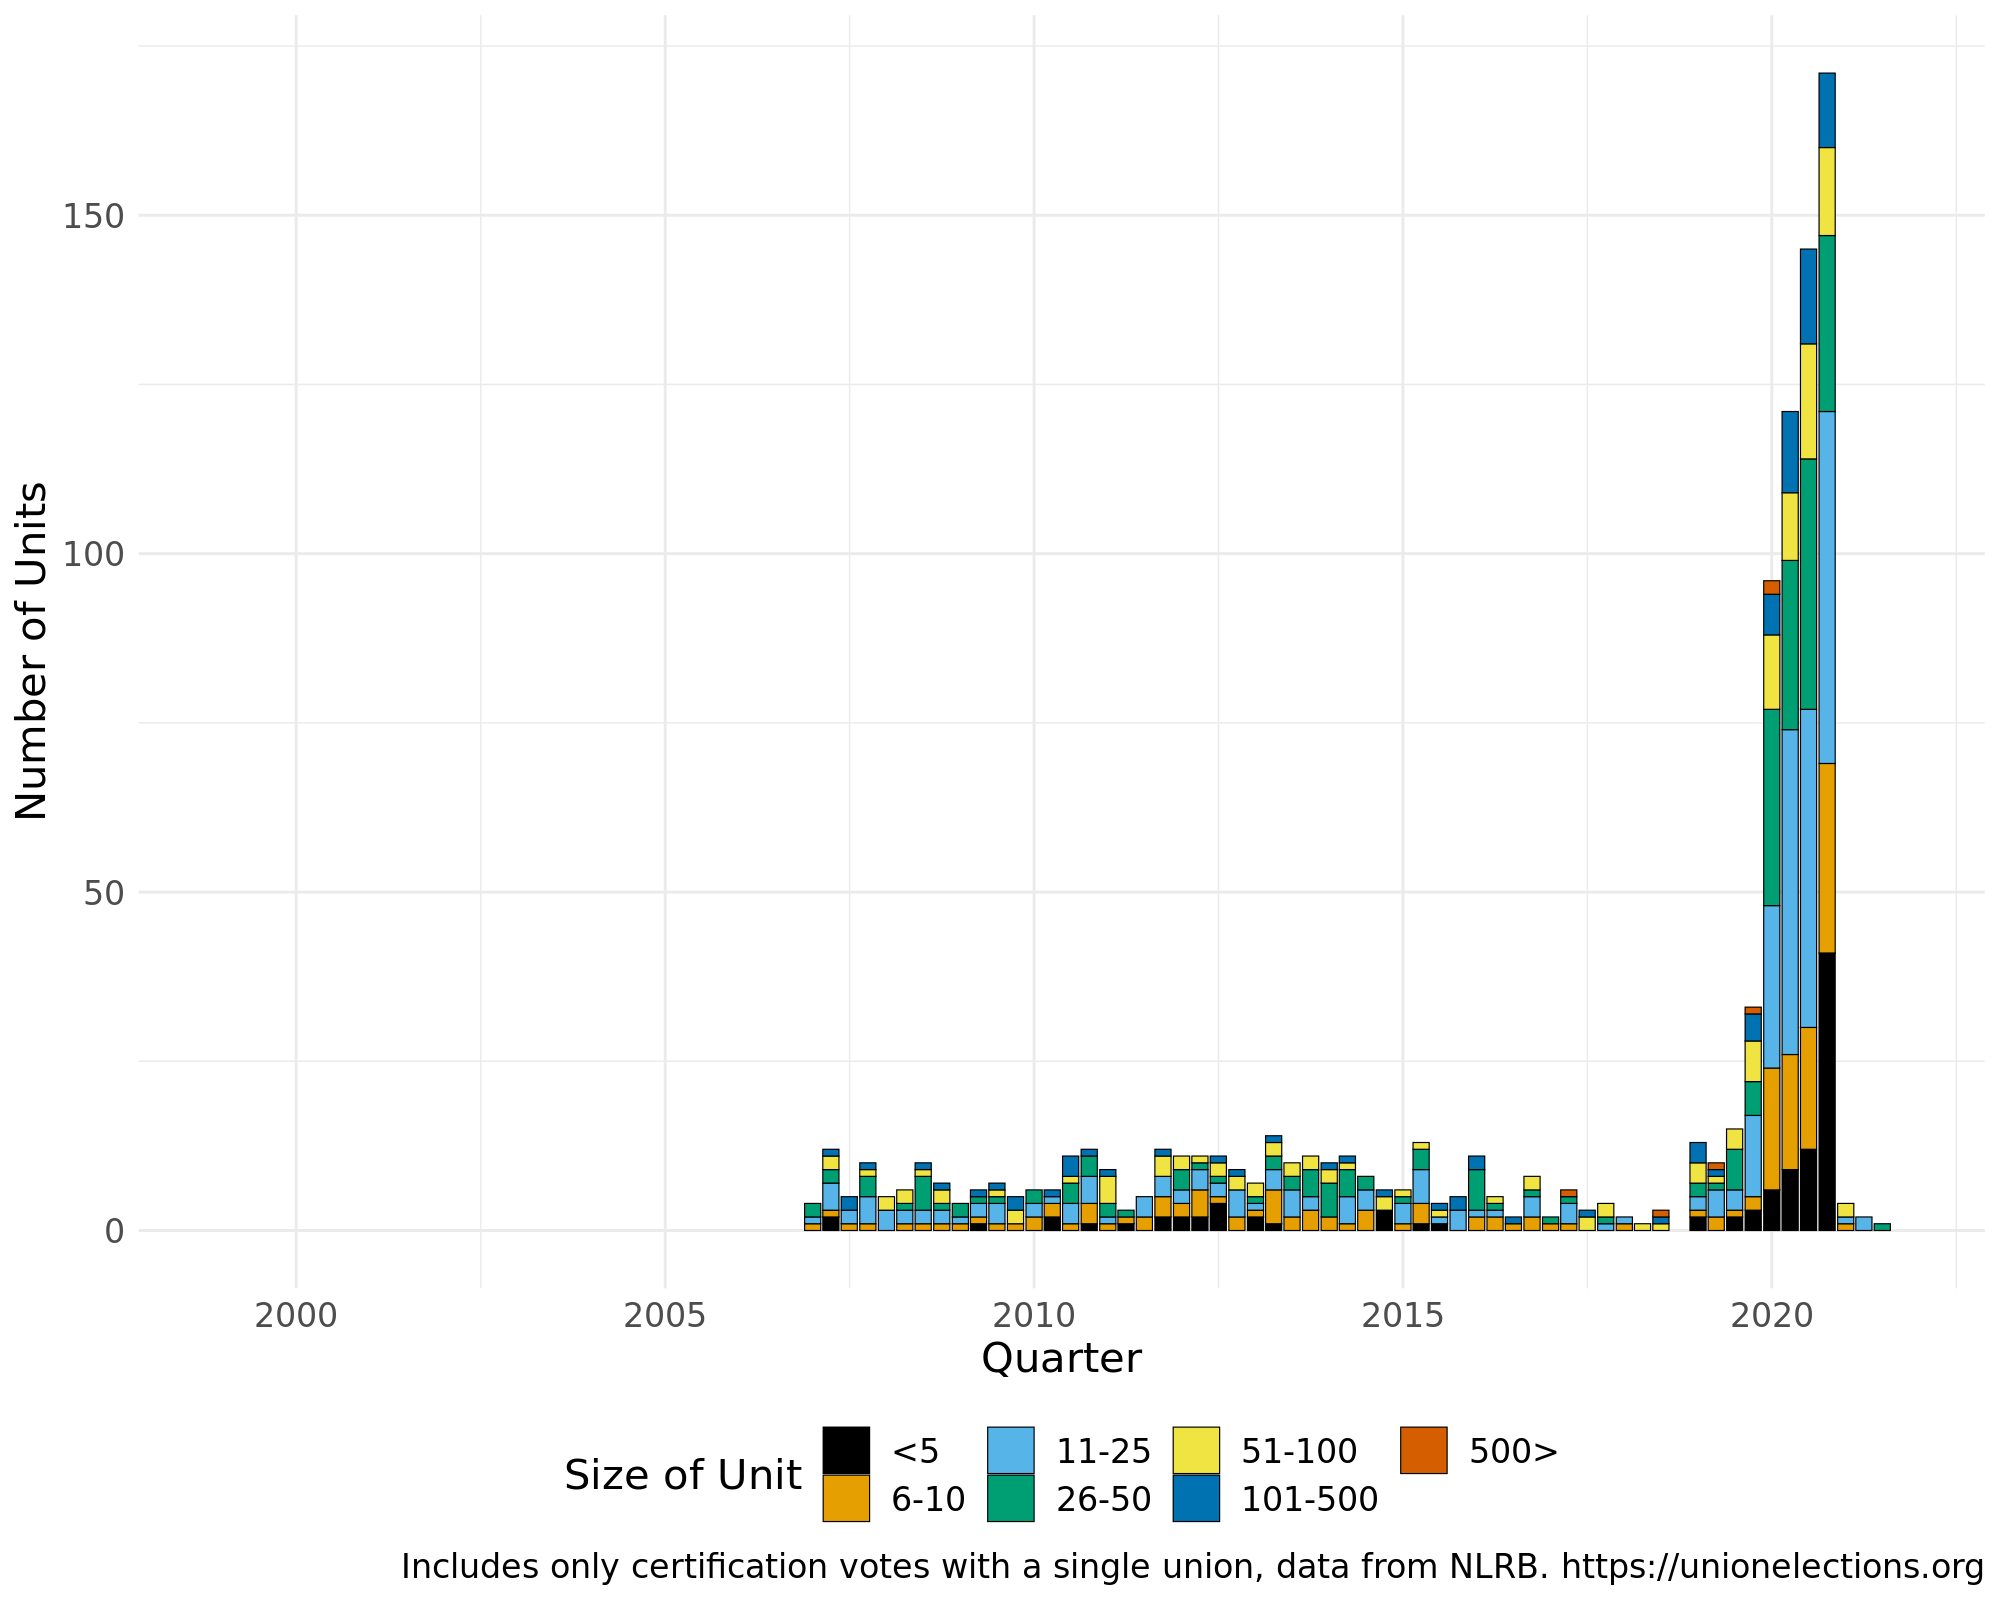 150
100
50
0
Number of Units
2000 2005 2010 2015 2020
Quarter
Size of Unit
<5 11-25 51-100 500>
6-10 26-50 101-500
Includes only certification votes with a single union, data from NLRB. https://unionelections.org